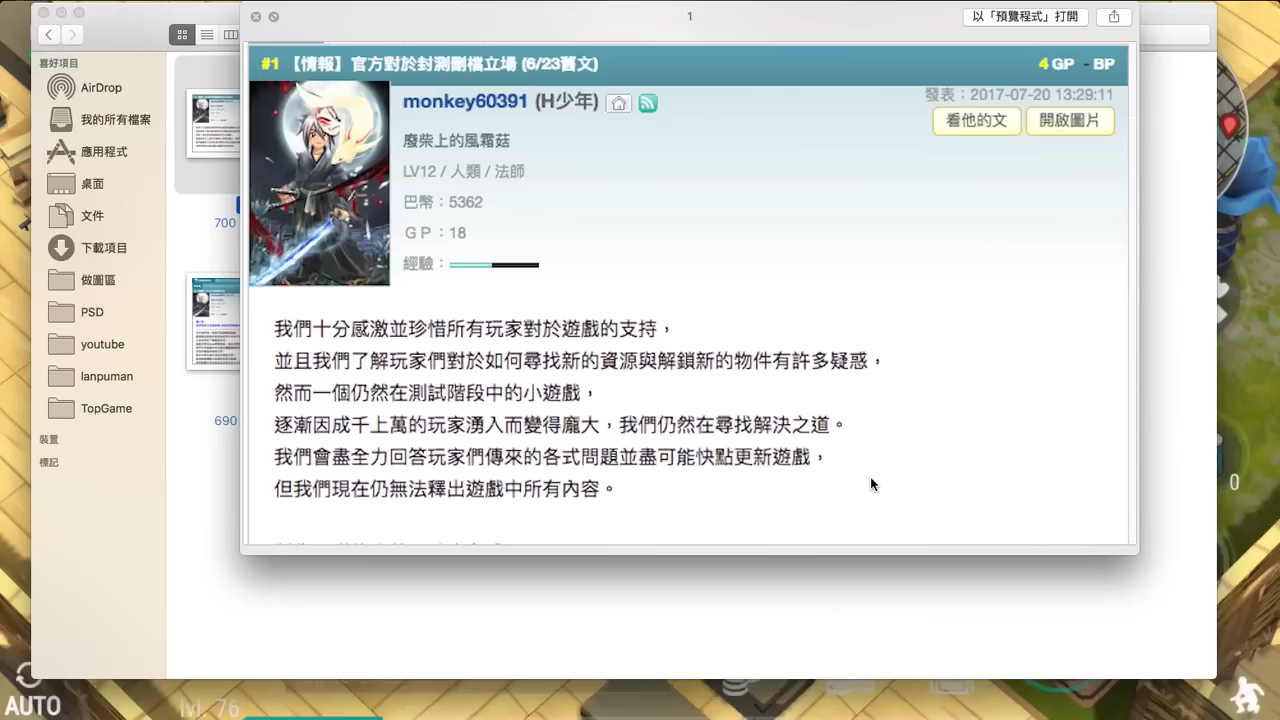 1
以「預覽程式」打開
喜好項目
AirDrop
我的所有檔案
應用程式
桌面
文件
下載項目
做圖區
PSD
youtube
lanpuman
TopGame
裝置
標記
700
690
#1 【情報】官方對於封測刪檔立場 (6/23舊文)
4 GP - BP
monkey60391 (H少年)
發表：2017-07-20 13:29:11
看他的文
開啟圖片
廢柴上的風霜菇
LV12 / 人類 / 法師
巴幣：5362
GP：18
經驗：
我們十分感激並珍惜所有玩家對於遊戲的支持，
並且我們了解玩家們對於如何尋找新的資源與解鎖新的物件有許多疑惑，
然而一個仍然在測試階段中的小遊戲，
逐漸因成千上萬的玩家湧入而變得龐大，我們仍然在尋找解決之道。
我們會盡全力回答玩家們傳來的各式問題並盡可能快點更新遊戲，
但我們現在仍無法釋出遊戲中所有內容。
0
AUTO
lvl. 76